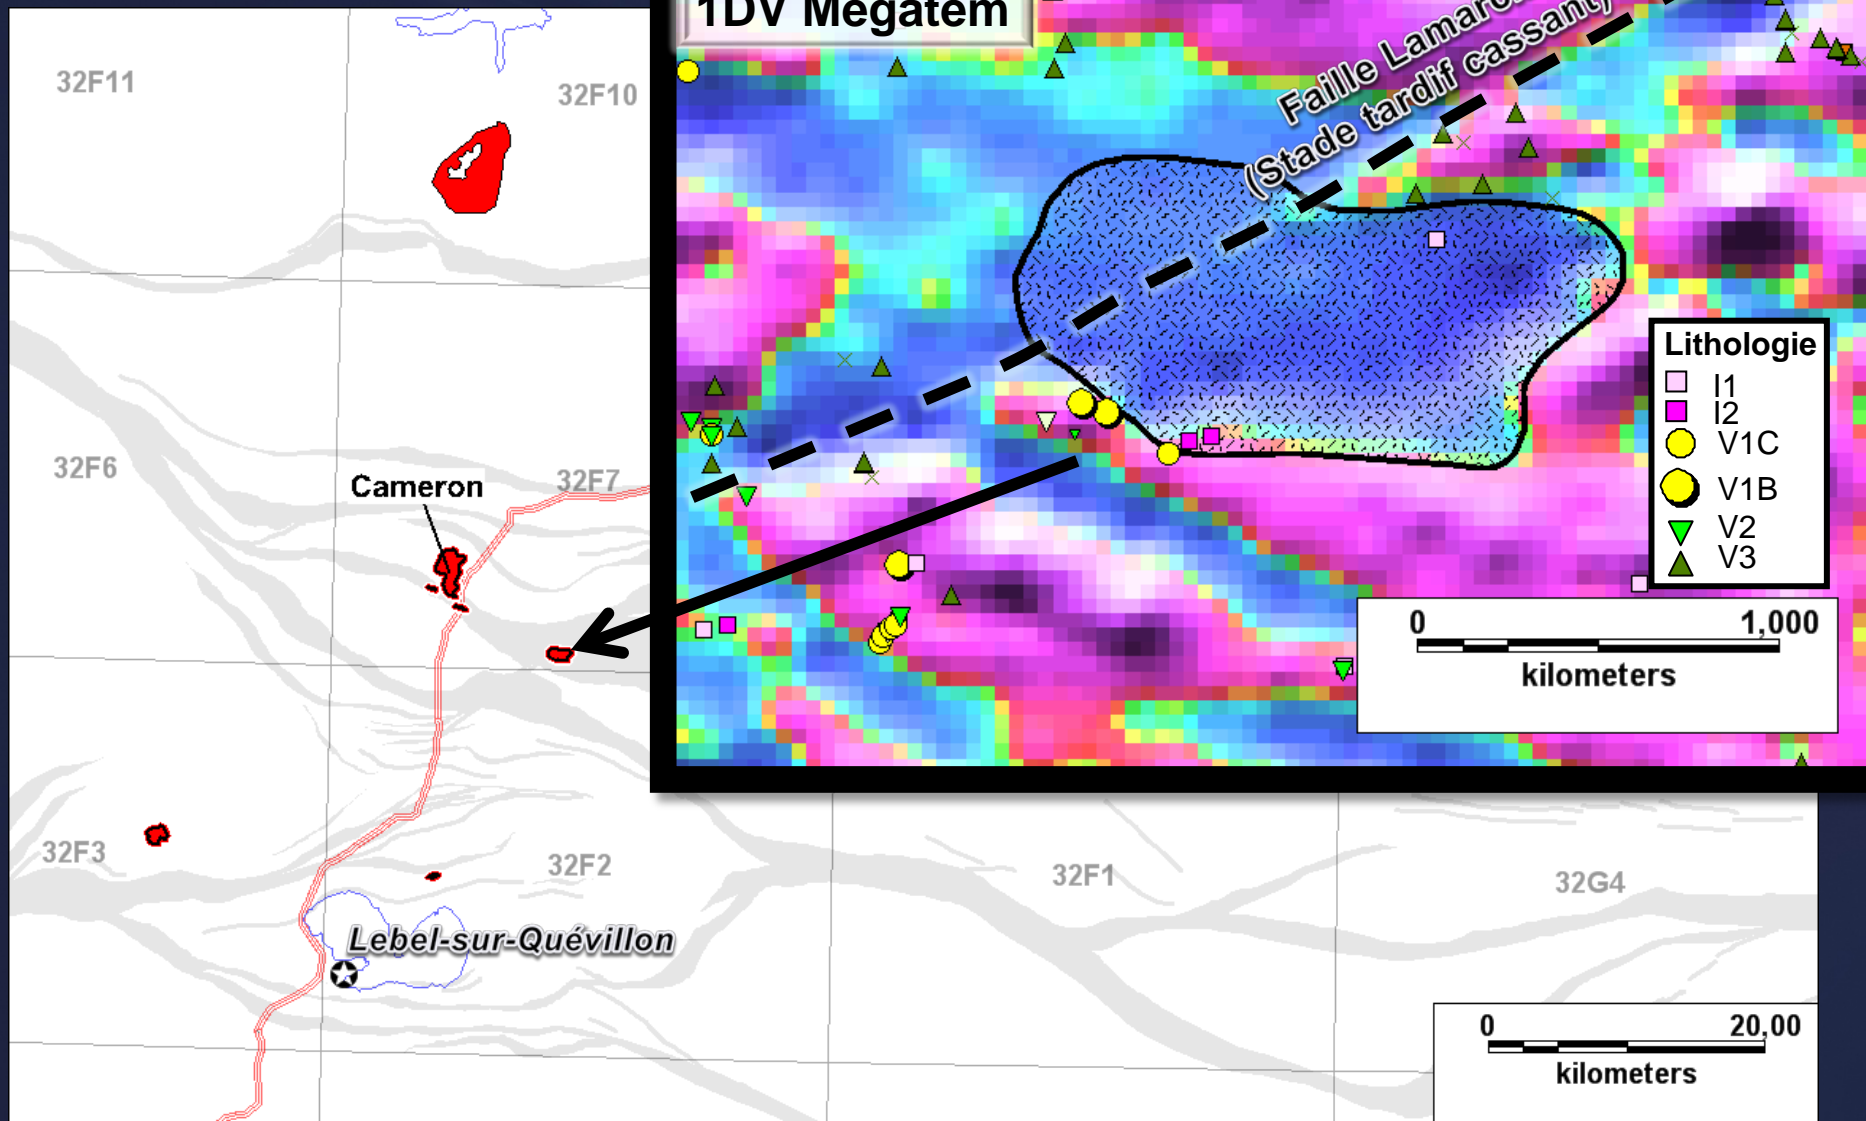 1DV Megatem
Faille
(Stade tardif cassant)
32F11
32F10
32F6
Cameron
32F7
Lithologie
I1
I2
V1C
V1B
V2
V3
0 1,000
kilometers
32F3
32F2
32F1
32G4
Lebel-sur-Quévillon
0 20,00
kilometers